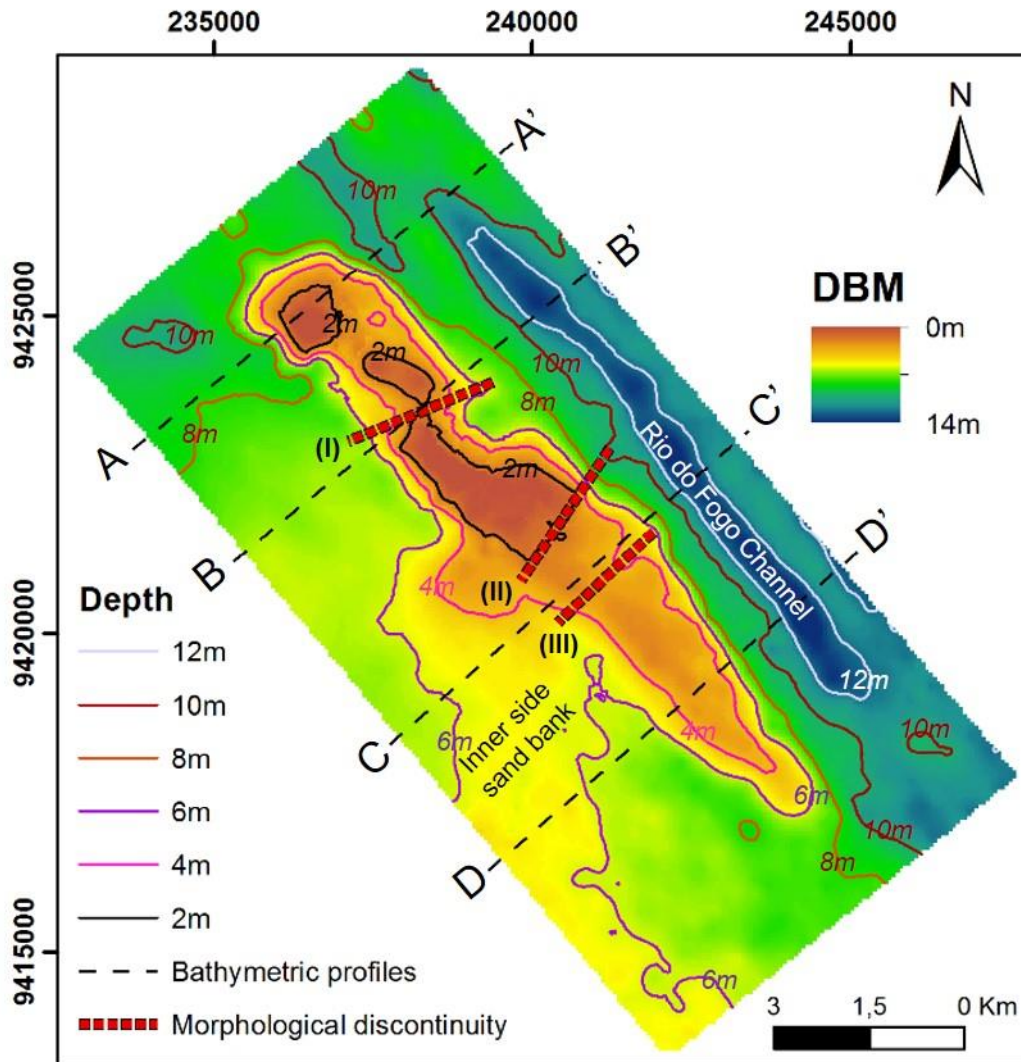 235000 240000 245000
N
A'
10m
B'
DBM
0m
14m
9425000
10m
2m
2m
10m
8m
8m
A
(I)
C'
Rio do Fogo Channel
2m
B
D'
4m
(II)
Depth
(III)
9420000
12m
12m
10m
10m
6m
Inner side
sand bank
4m
C
8m
6m
6m
10m
8m
4m
D
2m
Bathymetric profiles
9415000
6m
Morphological discontinuity
3 1,5 0 Km